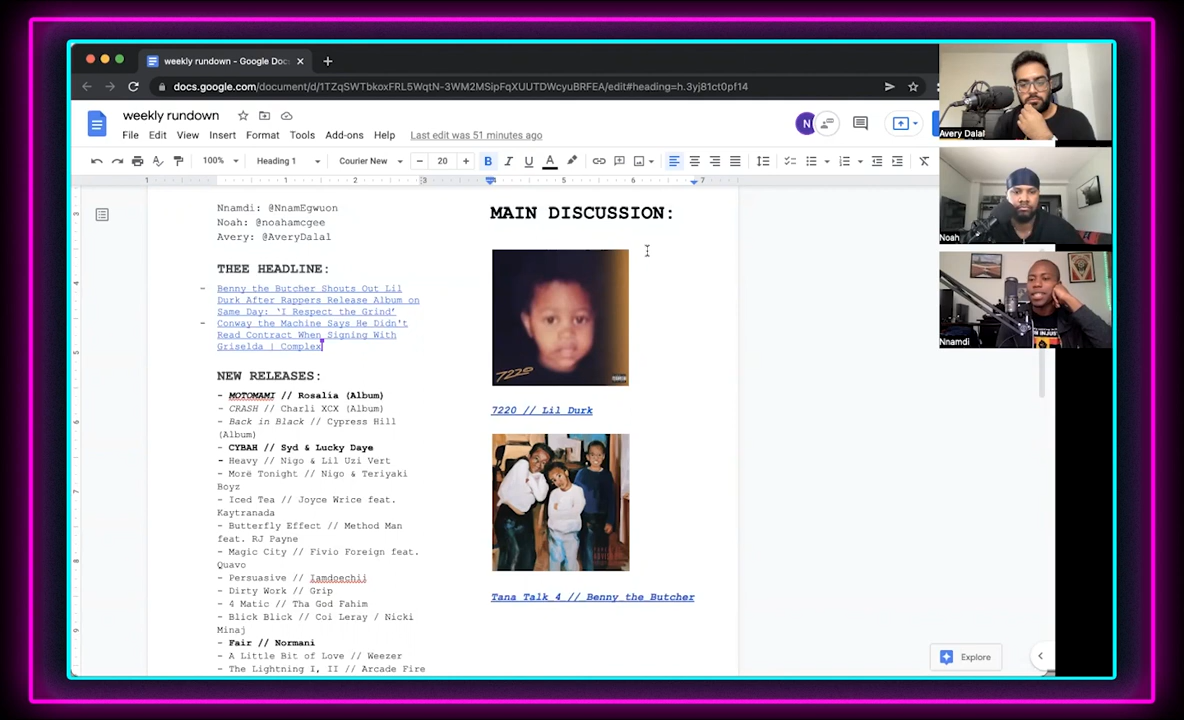 weekly rundown - Google Doc
docs.google.com/document/d/1TZqSWTbkoxFRL5WqtN-3WM2MSipFqXUUTDWcyuBRFEA/edit#heading=h.3yj81ct0pf14
weekly rundown
File Edit View Insert Format Tools Add-ons Help Last edit was 51 minutes ago
N
100% Heading 1 Courier New 20 B I U A
1 1 2 3 5 6 7
Nnamdi: @NnamEgwuon
Noah: @noahamcgee
Avery: @AveryDalal
THEE HEADLINE:
- Benny the Butcher Shouts Out Lil
Durk After Rappers Release Album on
Same Day: ‘I Respect the Grind’
- Conway the Machine Says He Didn't
Read Contract When Signing With
Griselda | Complex
NEW RELEASES:
- MOTOMAMI // Rosalia (Album)
- CRASH // Charli XCX (Album)
- Back in Black // Cypress Hill
(Album)
- CYBAH // Syd & Lucky Daye
- Heavy // Nigo & Lil Uzi Vert
- Morë Tonight // Nigo & Teriyaki
Boyz
- Iced Tea // Joyce Wrice feat.
Kaytranada
- Butterfly Effect // Method Man
feat. RJ Payne
- Magic City // Fivio Foreign feat.
Quavo
- Persuasive // Iamdoechii
- Dirty Work // Grip
- 4 Matic // Tha God Fahim
- Blick Blick // Coi Leray / Nicki
Minaj
- Fair // Normani
- A Little Bit of Love // Weezer
- The Lightning I, II // Arcade Fire
MAIN DISCUSSION:
7220
7220 // Lil Durk
Tana Talk 4 // Benny the Butcher
Explore
Avery Dalal
Noah
Nnamdi